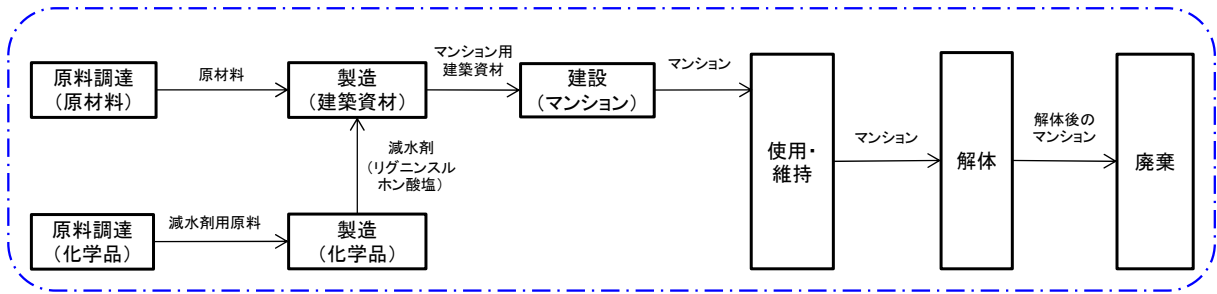 原料調達
(原材料)
原材料
製造
(建築資材)
マンション用
建築資材
建設
(マンション)
マンション
減水剤
(リグニンスル
ホン酸塩)
原料調達
(化学品)
減水剤用原料
製造
(化学品)
使用・
維持
マンション
解体
解体後の
マンション
廃棄